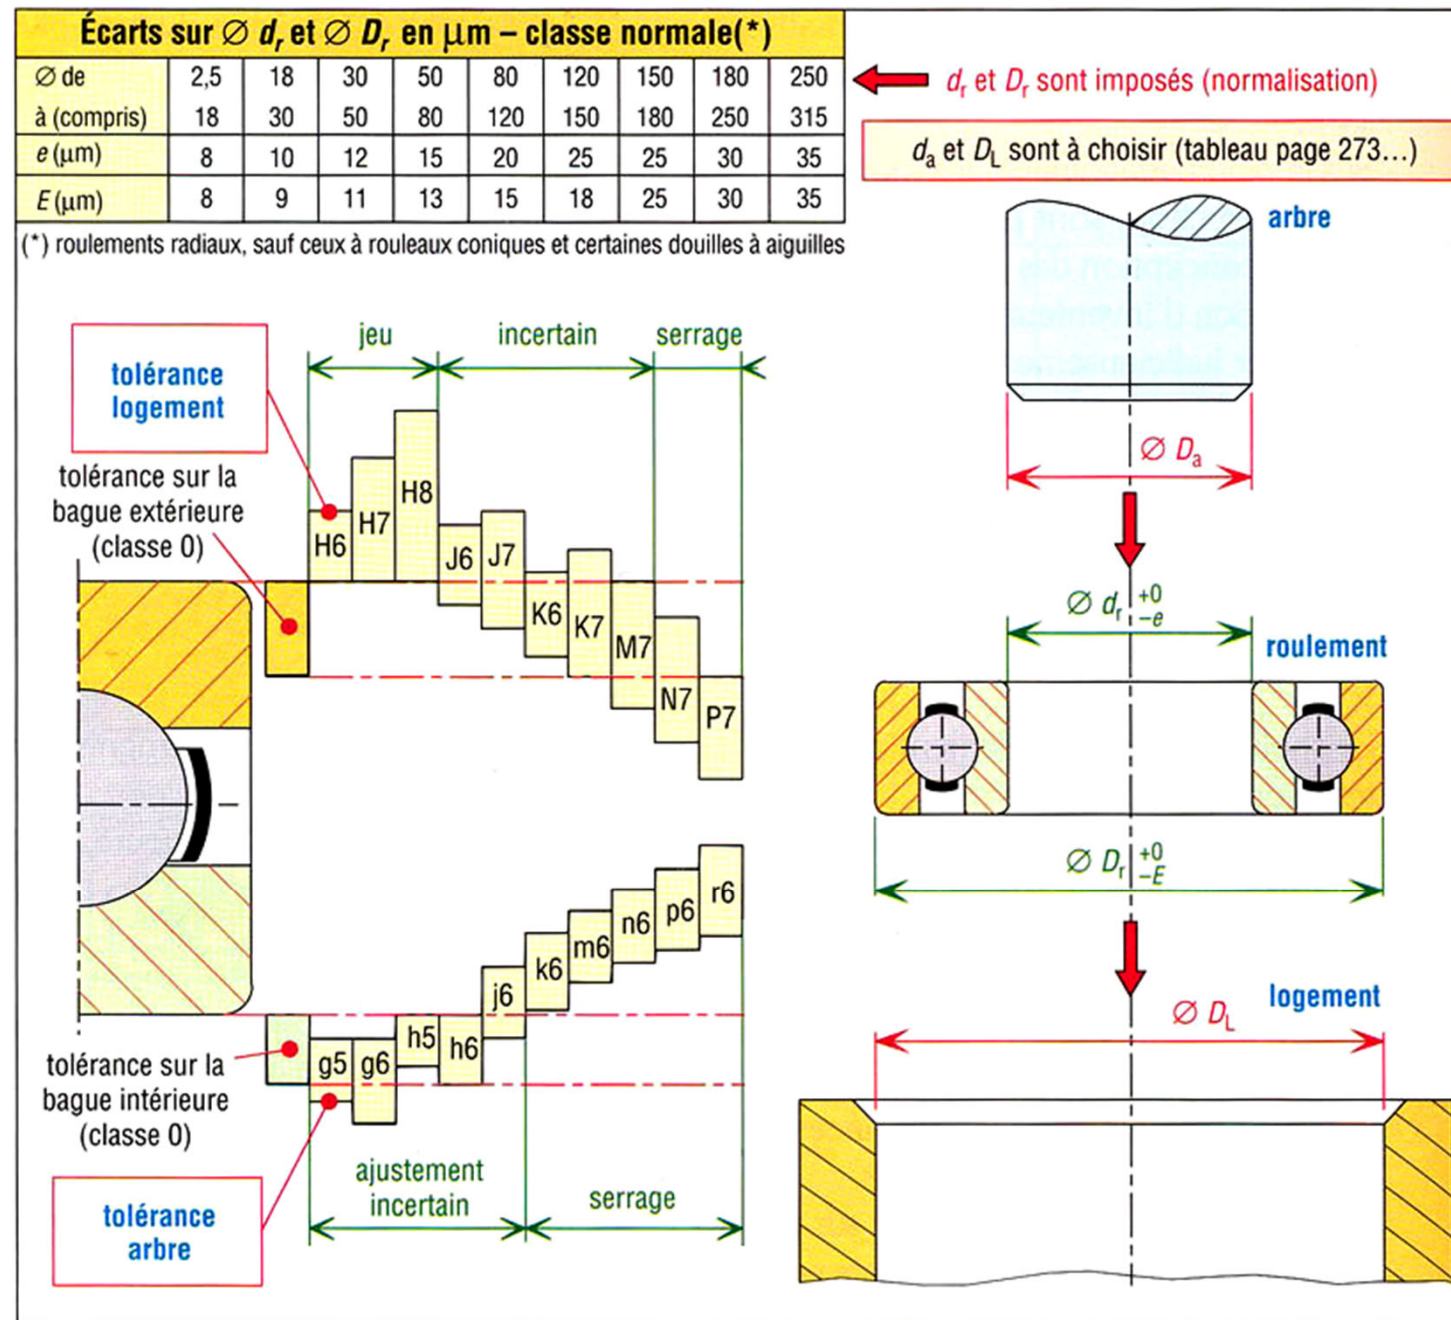 Écarts sur Ø dr et Ø Dr en µm – classe normale(*)
Ø de 2,5 18 30 50 80 120 150 180 250
à (compris) 18 30 50 80 120 150 180 250 315
e (µm) 8 10 12 15 20 25 25 30 35
E (µm) 8 9 11 13 15 18 25 30 35
(*) roulements radiaux, sauf ceux à rouleaux coniques et certaines douilles à aiguilles
dr et Dr sont imposés (normalisation)
da et DL sont à choisir (tableau page 273...)
jeu
incertain
serrage
tolérance
logement
tolérance sur la
bague extérieure
(classe 0)
H6
H7
H8
J6
J7
K6
K7
M7
N7
P7
g5
g6
h5
h6
j6
k6
m6
n6
p6
r6
tolérance sur la
bague intérieure
(classe 0)
tolérance
arbre
ajustement
incertain
serrage
arbre
Ø Da
Ø dr +0 –e
roulement
Ø Dr +0 –E
logement
Ø DL